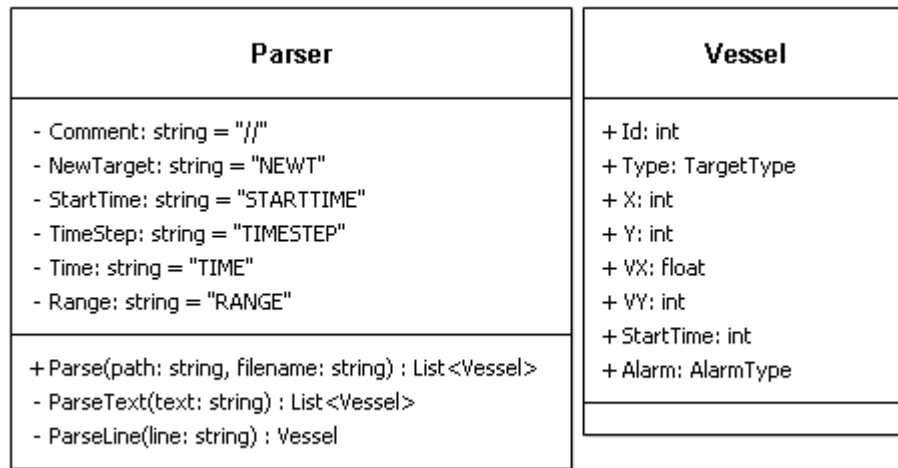 Parser
- Comment: string = "//"
- NewTarget: string = "NEWT"
- StartTime: string = "STARTTIME"
- TimeStep: string = "TIMESTEP"
- Time: string = "TIME"
- Range: string = "RANGE"
+ Parse(path: string, filename: string) : List<Vessel>
- ParseText(text: string) : List<Vessel>
- ParseLine(line: string) : Vessel
Vessel
+ Id: int
+ Type: TargetType
+ X: int
+ Y: int
+ VX: float
+ VY: int
+ StartTime: int
+ Alarm: AlarmType